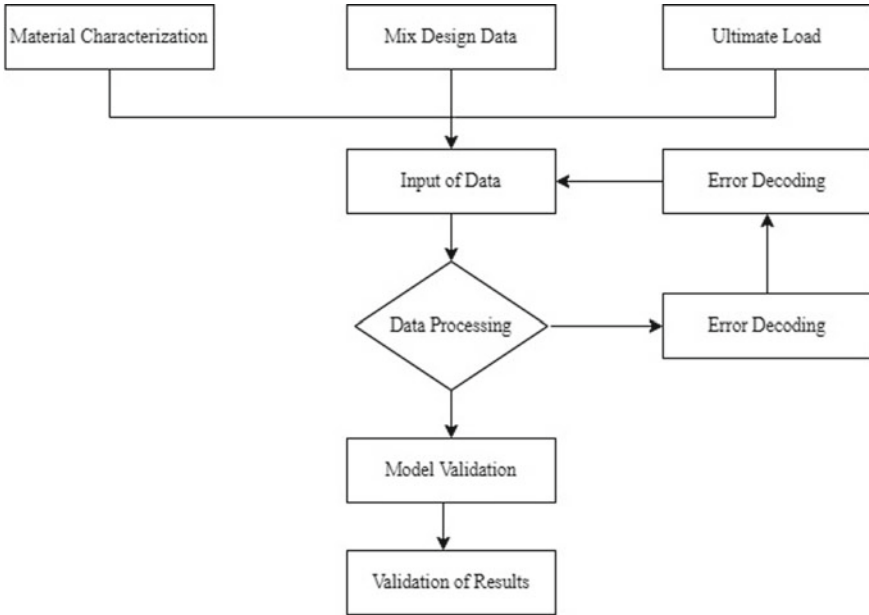 Material Characterization
Mix Design Data
Ultimate Load
Input of Data
Error Decoding
Data Processing
Error Decoding
Model Validation
Validation of Results